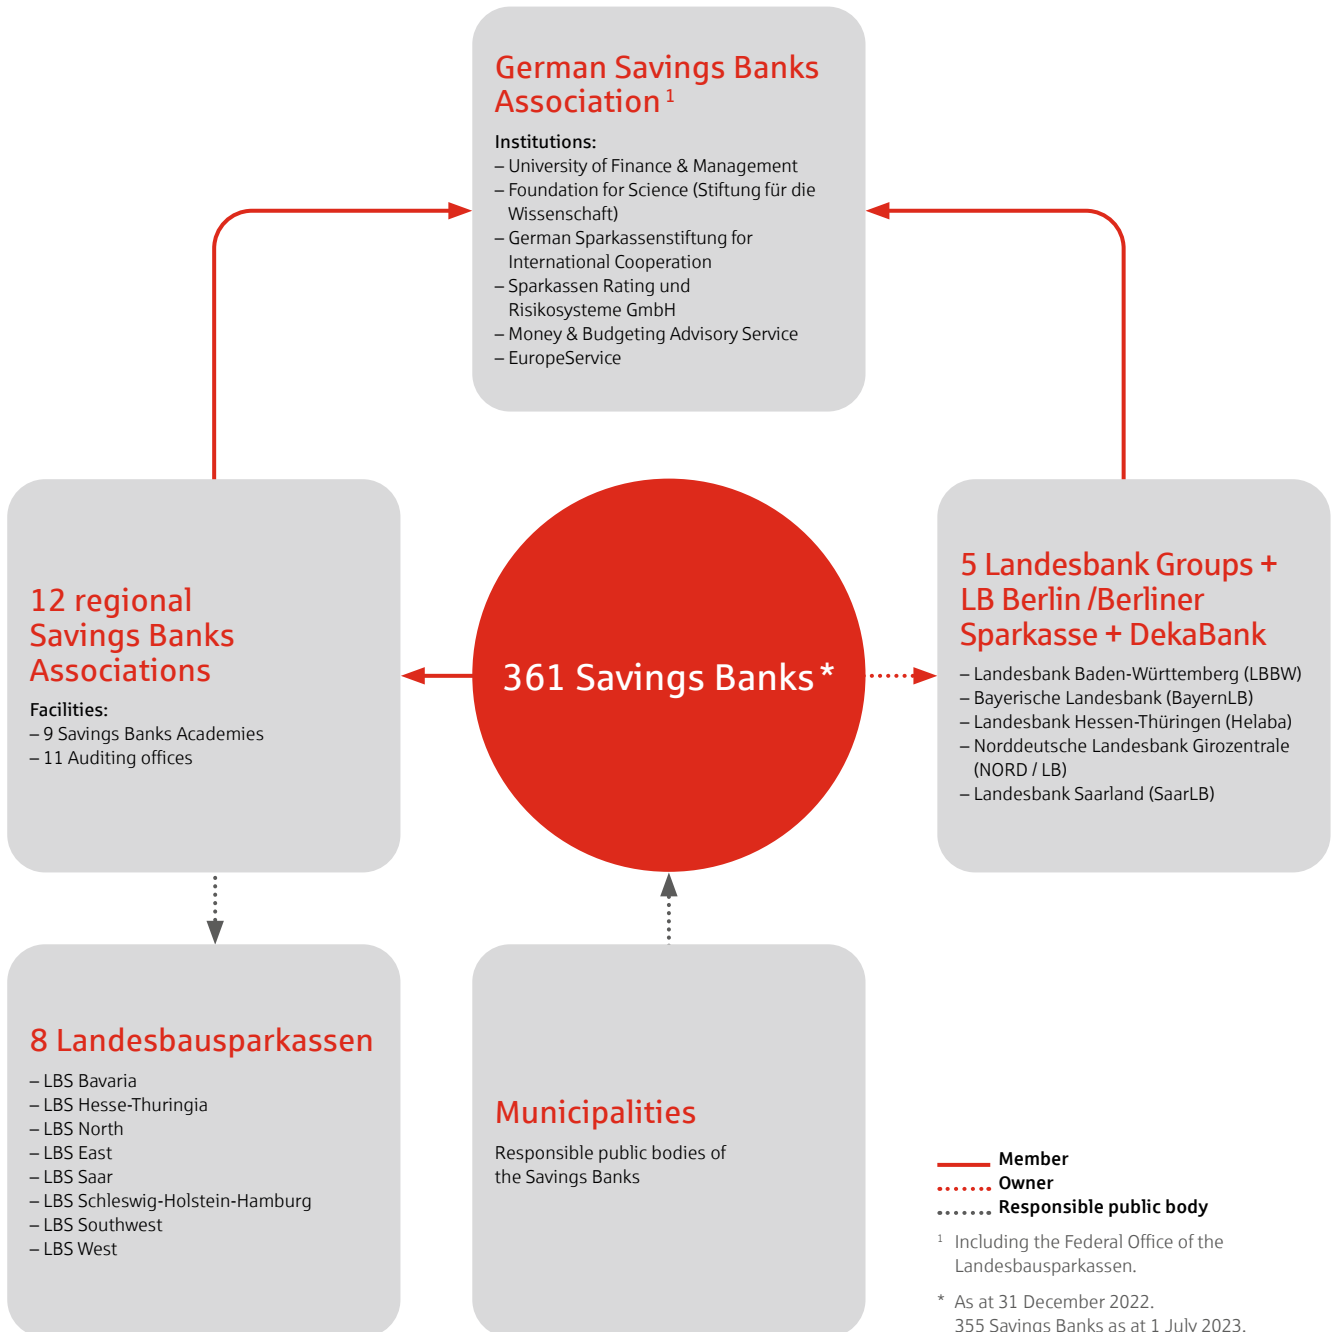 German Savings Banks
Association 1
Institutions:
– University of Finance & Management
– Foundation for Science (Stiftung für die
Wissenschaft)
– German Sparkassenstiftung for
International Cooperation
– Sparkassen Rating und
Risikosysteme GmbH
– Money & Budgeting Advisory Service
– EuropeService
12 regional
Savings Banks
Associations
Facilities:
– 9 Savings Banks Academies
– 11 Auditing offices
361 Savings Banks *
5 Landesbank Groups +
LB Berlin /Berliner
Sparkasse + DekaBank
– Landesbank Baden-Württemberg (LBBW)
– Bayerische Landesbank (BayernLB)
– Landesbank Hessen-Thüringen (Helaba)
– Norddeutsche Landesbank Girozentrale
(NORD / LB)
– Landesbank Saarland (SaarLB)
8 Landesbausparkassen
– LBS Bavaria
– LBS Hesse-Thuringia
– LBS North
– LBS East
– LBS Saar
– LBS Schleswig-Holstein-Hamburg
– LBS Southwest
– LBS West
Municipalities
Responsible public bodies of
the Savings Banks
Member
Owner
Responsible public body
1 Including the Federal Office of the
Landesbausparkassen.
* As at 31 December 2022.
355 Savings Banks as at 1 July 2023.